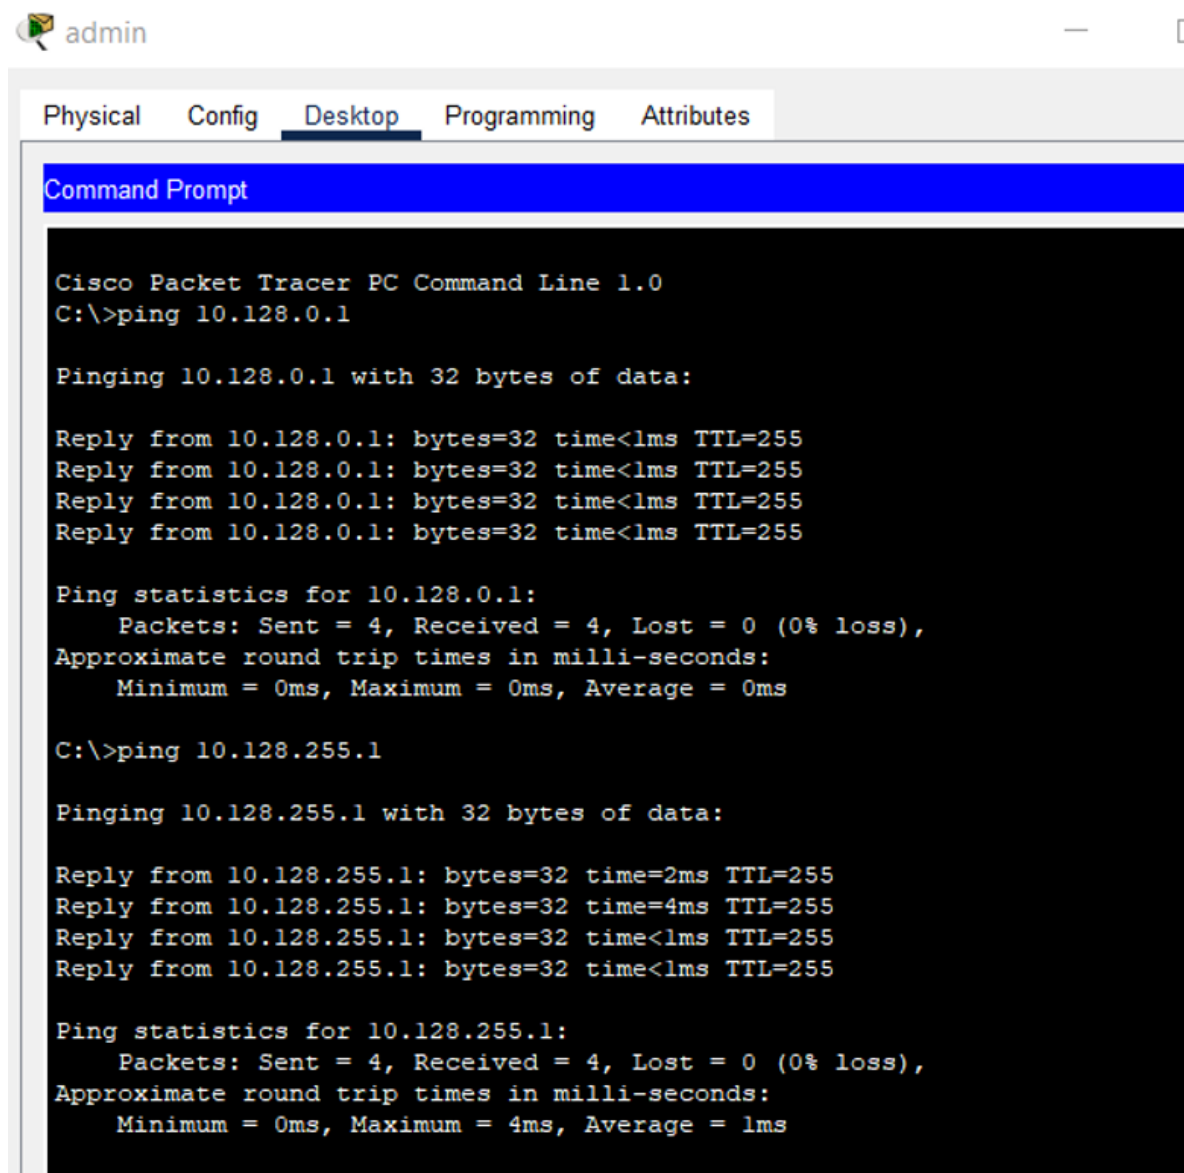 admin
Physical Config Desktop Programming Attributes
Command Prompt
Cisco Packet Tracer PC Command Line 1.0
C:\>ping 10.128.0.1
Pinging 10.128.0.1 with 32 bytes of data:
Reply from 10.128.0.1: bytes=32 time<1ms TTL=255
Reply from 10.128.0.1: bytes=32 time<1ms TTL=255
Reply from 10.128.0.1: bytes=32 time<1ms TTL=255
Reply from 10.128.0.1: bytes=32 time<1ms TTL=255
Ping statistics for 10.128.0.1:
    Packets: Sent = 4, Received = 4, Lost = 0 (0% loss),
Approximate round trip times in milli-seconds:
    Minimum = 0ms, Maximum = 0ms, Average = 0ms
C:\>ping 10.128.255.1
Pinging 10.128.255.1 with 32 bytes of data:
Reply from 10.128.255.1: bytes=32 time=2ms TTL=255
Reply from 10.128.255.1: bytes=32 time=4ms TTL=255
Reply from 10.128.255.1: bytes=32 time<1ms TTL=255
Reply from 10.128.255.1: bytes=32 time<1ms TTL=255
Ping statistics for 10.128.255.1:
    Packets: Sent = 4, Received = 4, Lost = 0 (0% loss),
Approximate round trip times in milli-seconds:
    Minimum = 0ms, Maximum = 4ms, Average = 1ms